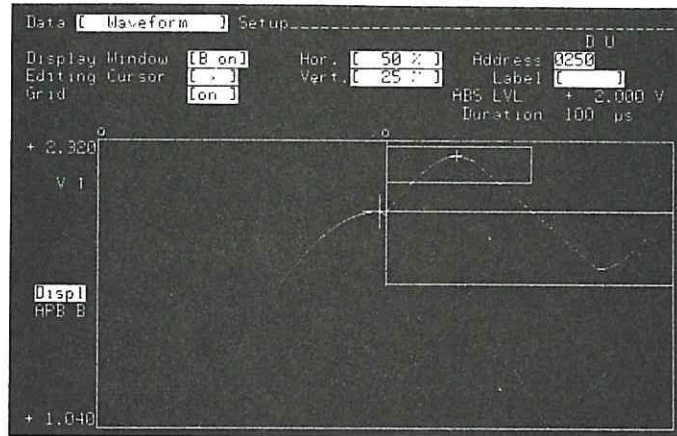 Data [ Waveform ] Setup
D U
Display Window [B on] Hor. [ 50 % ] Address 0250
Editing Cursor [ > ] Vert. [ 25 % ] Label [ ]
Grid [on ] ABS LVL + 2.000 V
Duration 100 µs
+ 2.320
V 1
Displ
ARB B
+ 1.040